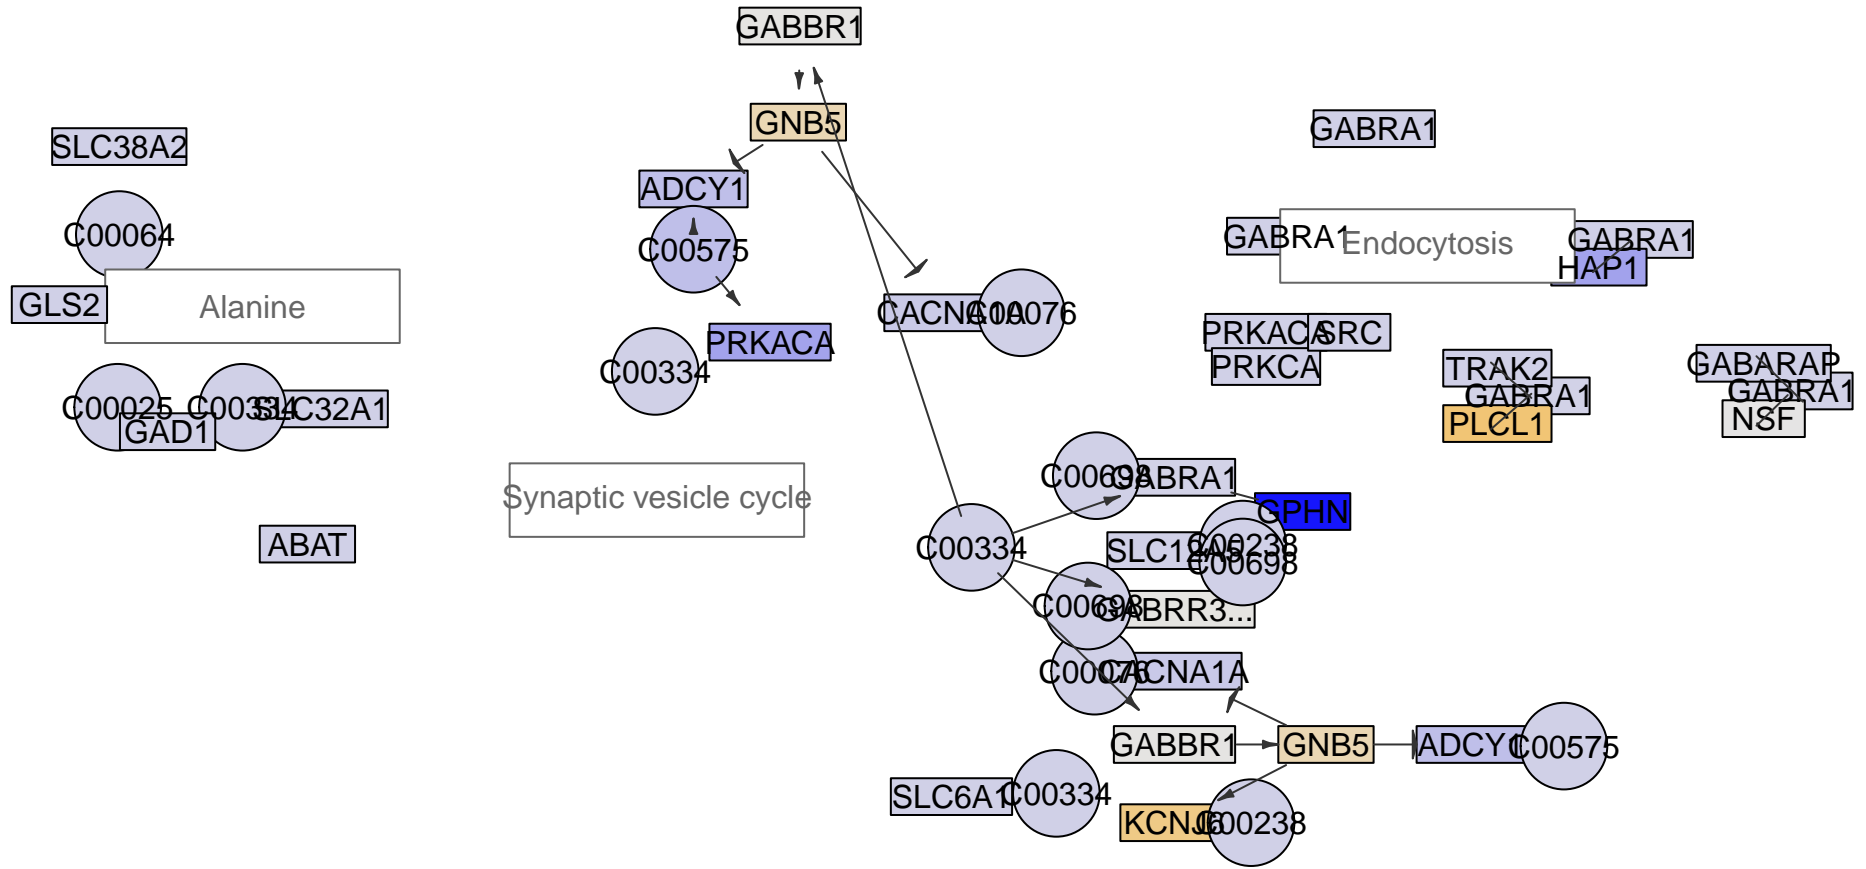 GABBR1
GNB5
GABRA1
SLC38A2
ADCY1
C00064
C00575
GABRA1
Endocytosis
GABRA1
HAP1
GLS2
Alanine
CACNA1A
C00076
PRKACA
PRKACA
SRC
C00334
PRKCA
TRAK2
GABARAP
GABRA1
GABRA1
C00025
C00334
SLC32A1
GAD1
PLCL1
NSF
C00698
GABRA1
Synaptic vesicle cycle
GPHN
ABAT
C00334
SLC12A5
C00238
C00698
C00698
GABRR3...
C00076
CACNA1A
GABBR1
GNB5
ADCY1
C00575
SLC6A1
C00334
KCNJ6
C00238